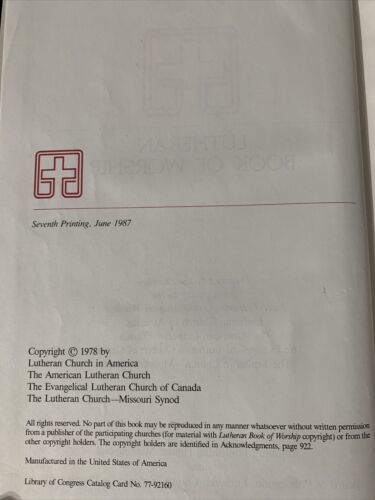 LUTHERAN
BOOK OF WORSHIP
Seventh Printing, June 1987
Copyright © 1978 by
Lutheran Church in America
The American Lutheran Church
The Evangelical Lutheran Church of Canada
The Lutheran Church—Missouri Synod
All rights reserved. No part of this book may be reproduced in any manner whatsoever without written permission
from a publisher of the participating churches (for material with Lutheran Book of Worship copyright) or from the
other copyright holders. The copyright holders are identified in Acknowledgments, page 922.
Manufactured in the United States of America
Library of Congress Catalog Card No. 77-92160